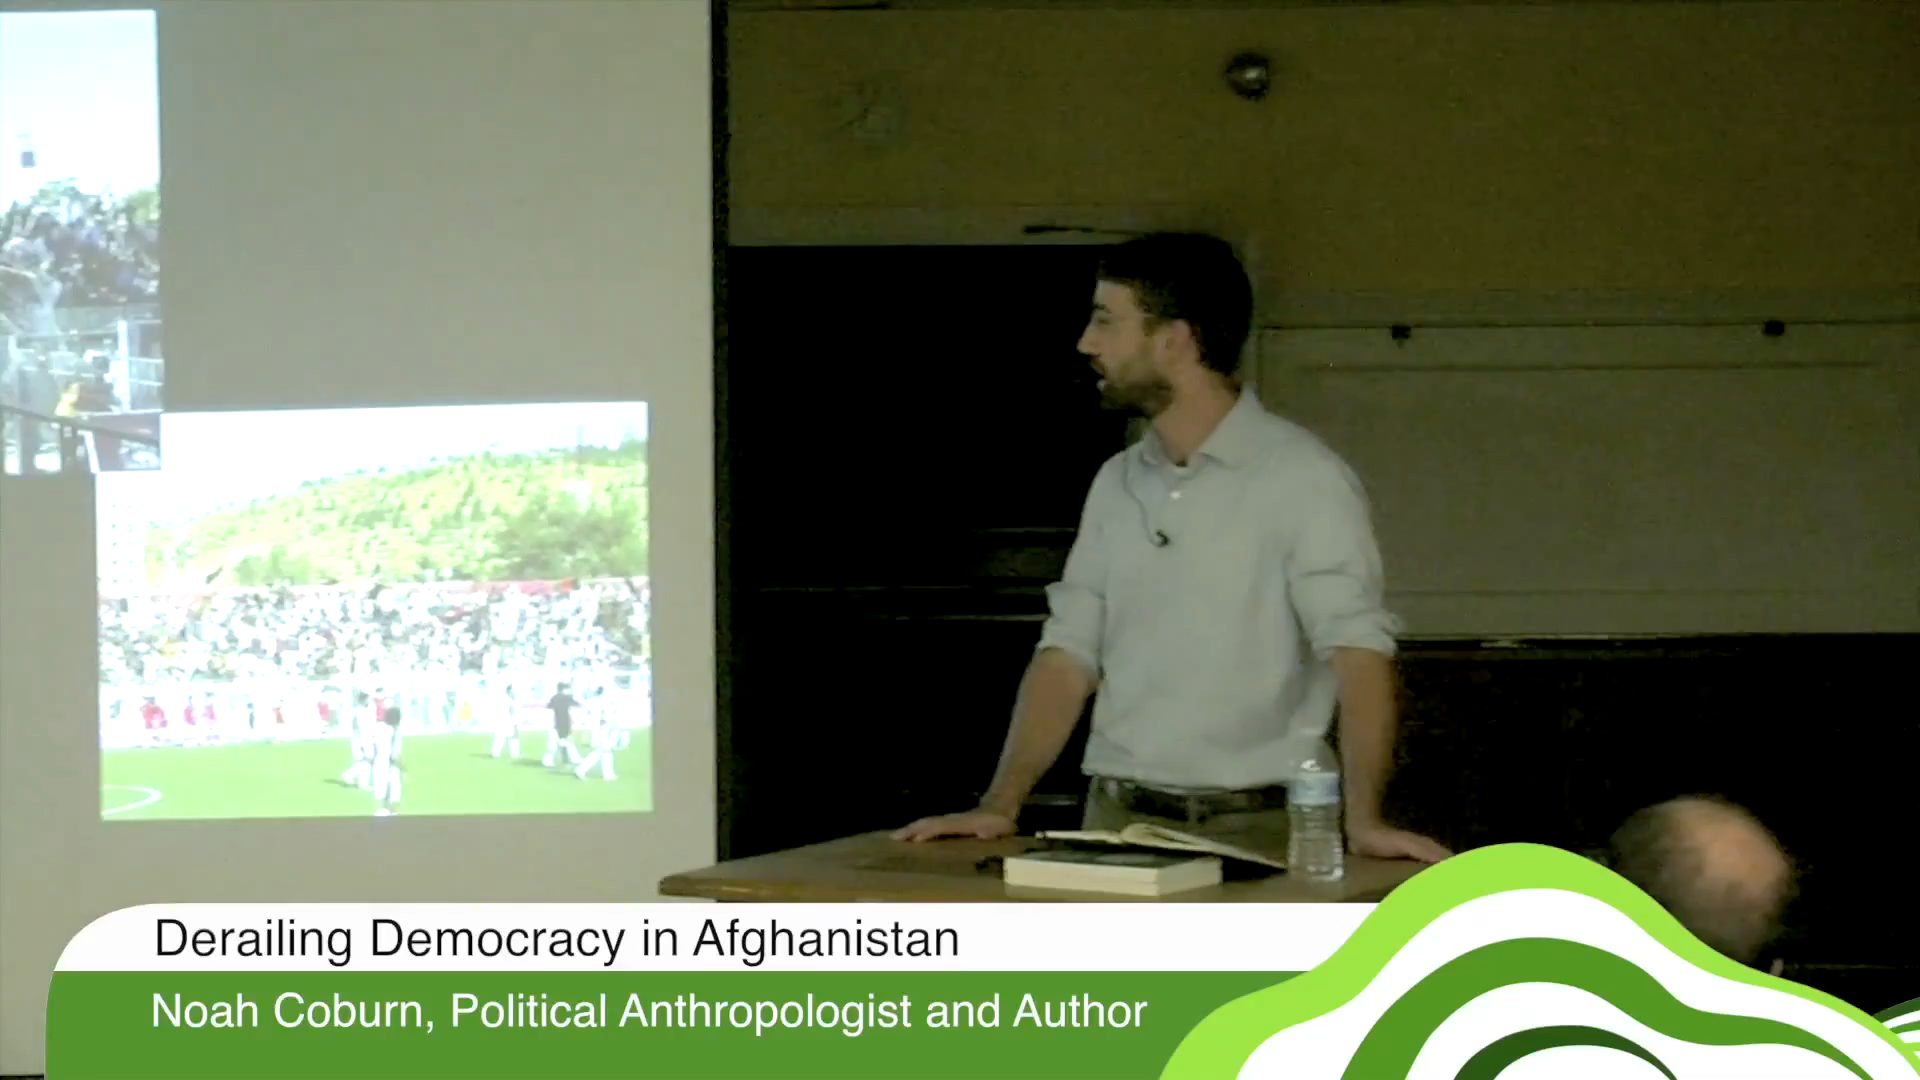 Derailing Democracy in Afghanistan
Noah Coburn, Political Anthropologist and Author